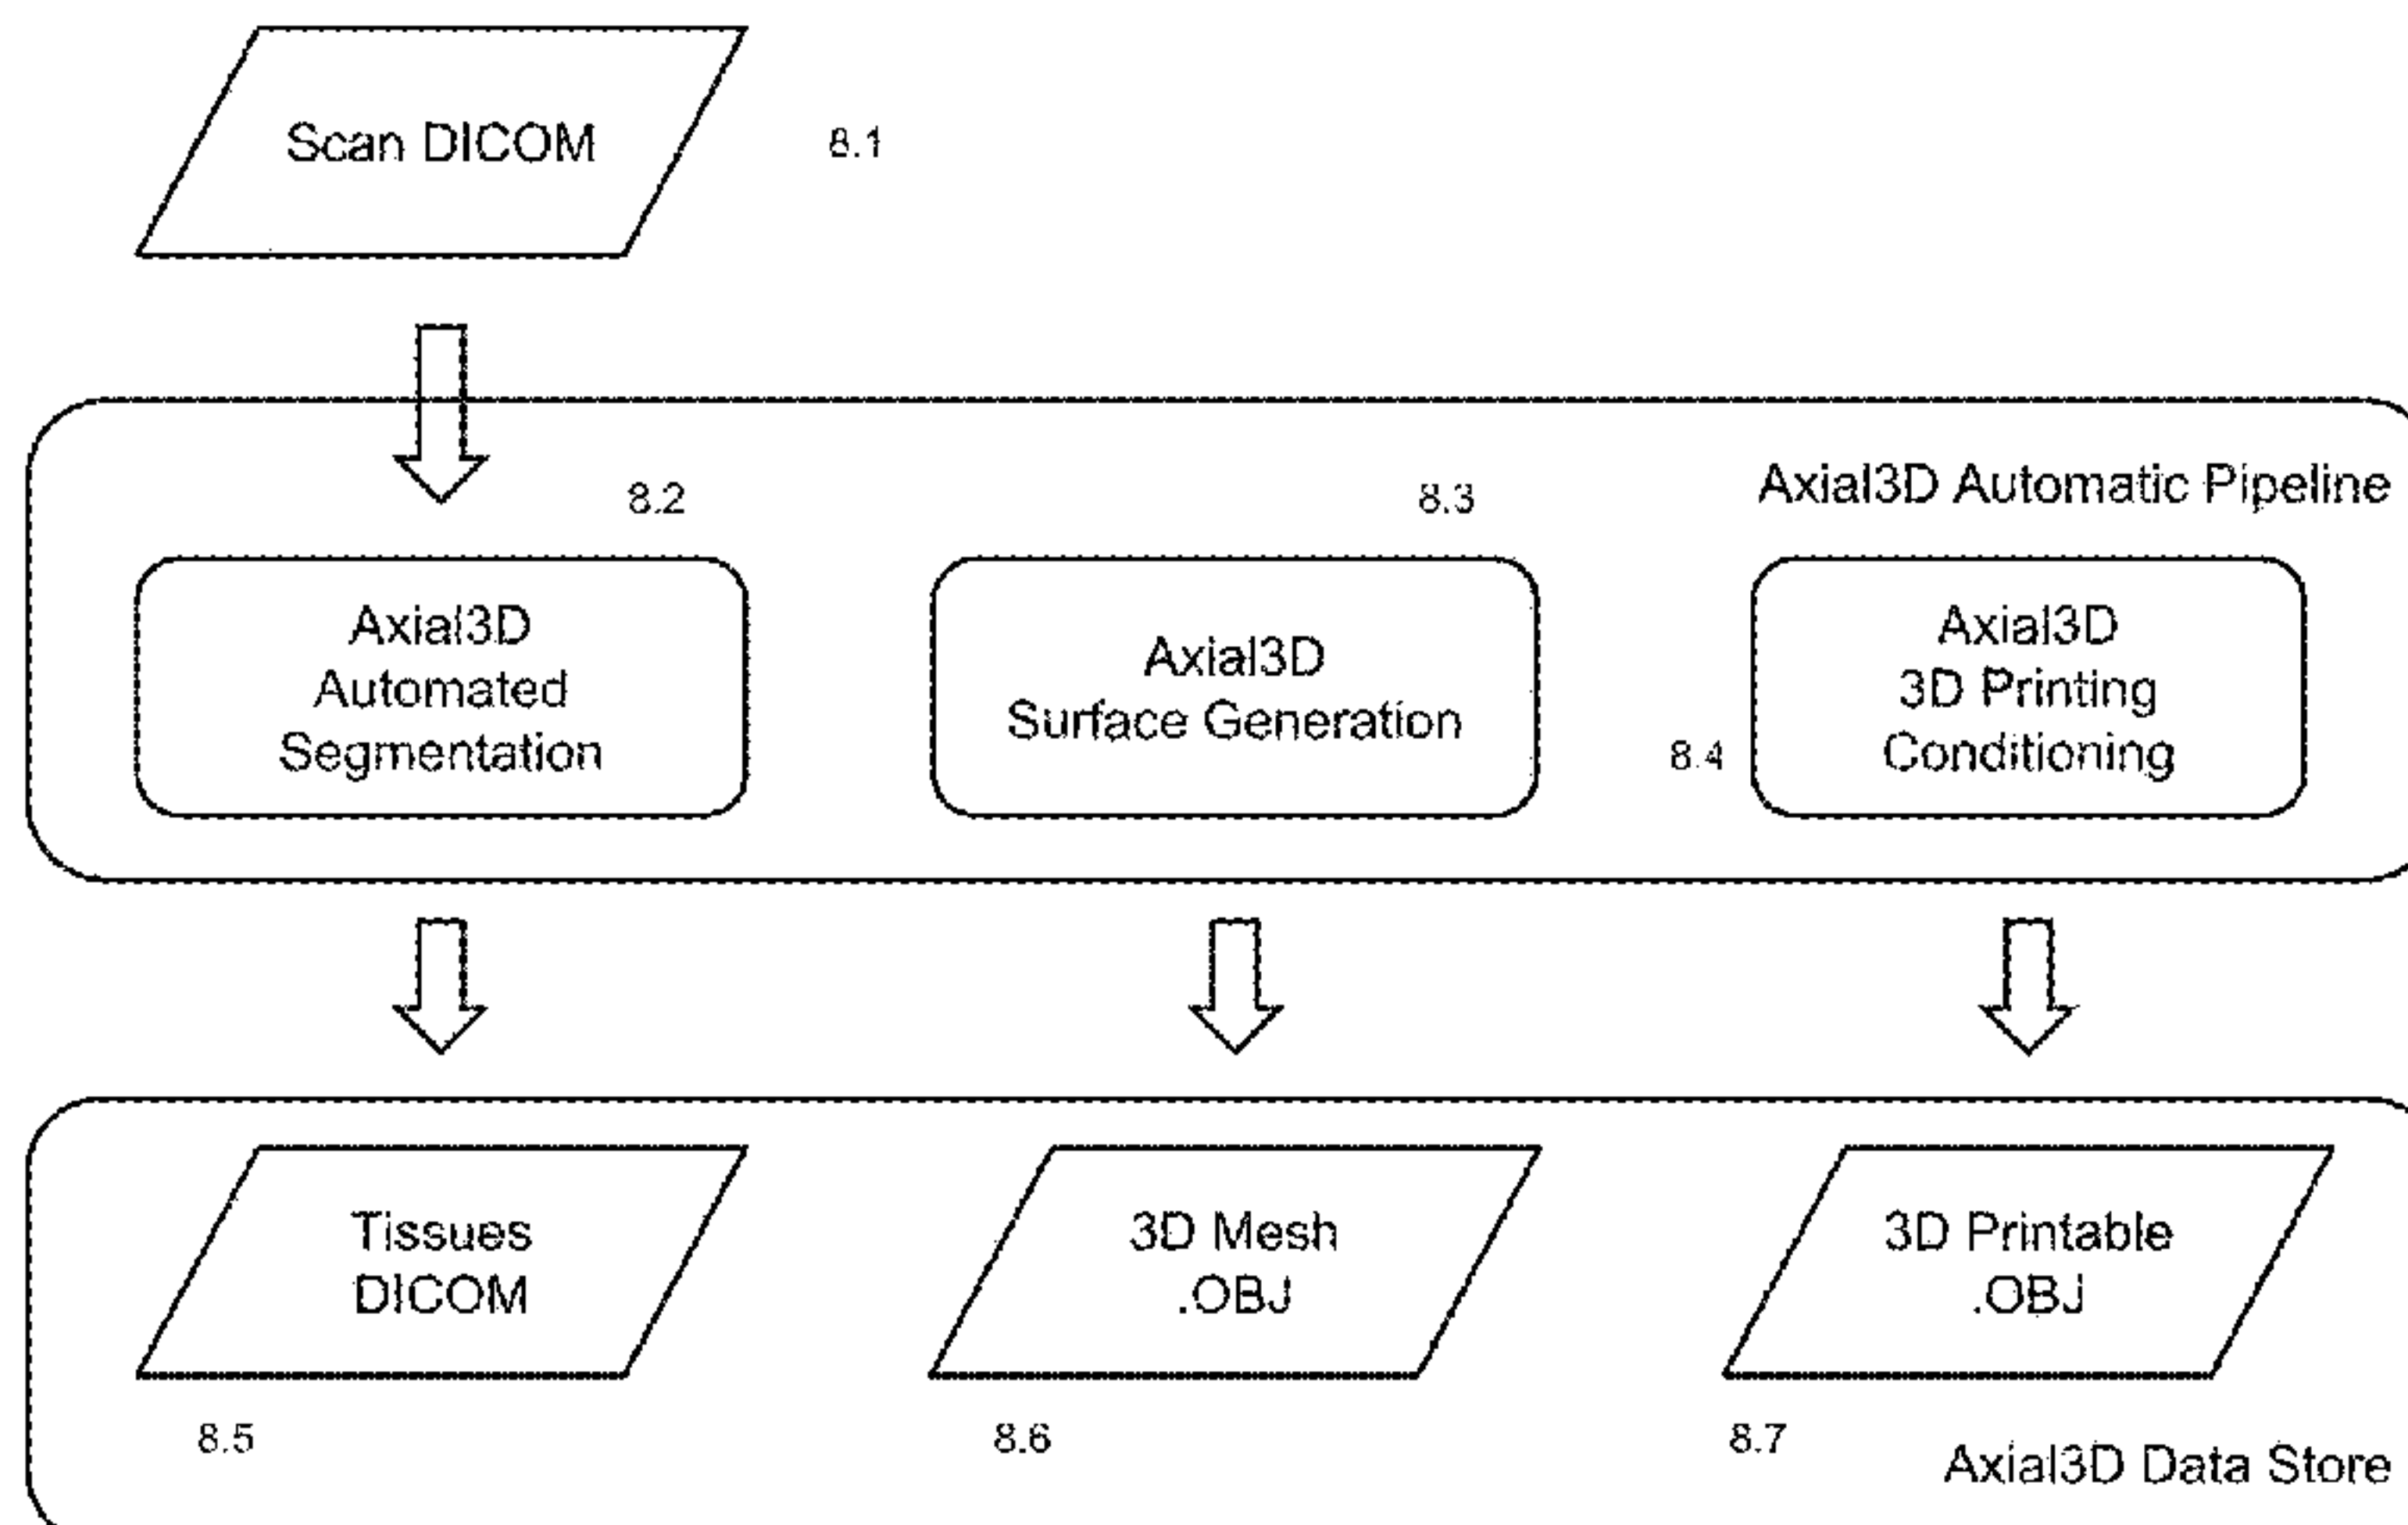 Scan DICOM
8.1
8.2
8.3
Axial3D Automatic Pipeline
Axial3D
Automated
Segmentation
Axial3D
Surface Generation
8.4
Axial3D
3D Printing
Conditioning
Tissues
DICOM
3D Mesh
.OBJ
3D Printable
.OBJ
8.5
8.6
8.7
Axial3D Data Store